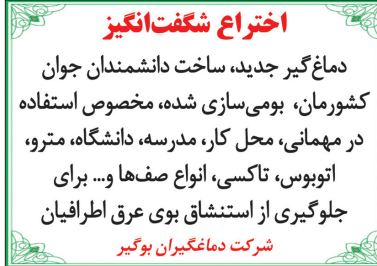 اختراع شگفت‌انگیز
دماغ‌گیر جدید، ساخت دانشمندان جوان
کشورمان، بومی‌سازی شده، مخصوص استفاده
در مهمانی، محل کار، مدرسه، دانشگاه، مترو،
اتوبوس، تاکسی، انواع صف‌ها و... برای
جلوگیری از استنشاق بوی عرق اطرافیان
شرکت دماغگیران بوگیر